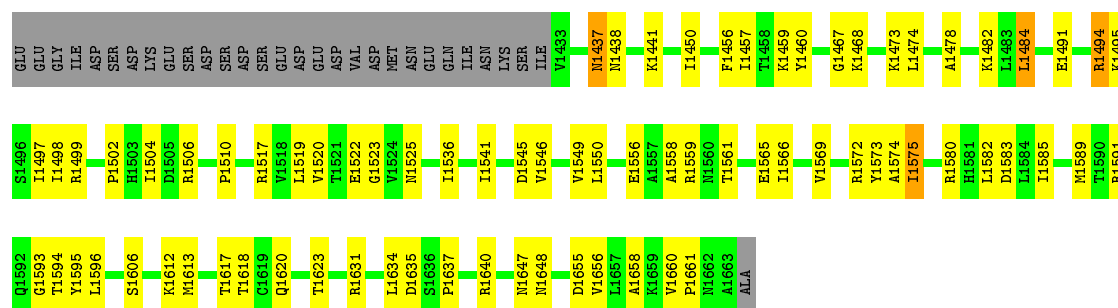 GLU GLU GLY ILE ASP SER ASP LYS GLU SER ASP ASP SER ASP SER GLU ASP GLU ASP VAL ASP MET ASN GLU GLN ILE ASN LYS SER ILE V1433 N1437 N1438 K1441 I1450 F1456 I1457 T1458 K1459 Y1460 G1467 K1468 K1473 L1474 A1478 K1482 L1483 L1484 E1491 R1494 K1495
S1496 I1497 I1498 R1499 P1502 H1503 I1504 D1505 R1506 P1510 R1517 V1518 L1519 V1520 T1521 E1522 G1523 V1524 N1525 I1536 I1541 D1545 V1546 V1549 L1550 E1556 A1557 A1558 R1559 N1560 T1561 E1565 I1566 V1569 R1572 Y1573 A1574 I1575 R1580 H1581 L1582 D1583 L1584 I1585 M1589 T1590 R1591
Q1592 G1593 T1594 Y1595 L1596 S1606 K1612 M1613 T1617 T1618 C1619 Q1620 T1623 R1631 L1634 D1635 S1636 P1637 R1640 N1647 N1648 D1655 V1656 L1657 A1658 K1659 V1660 P1661 N1662 A1663 ALA